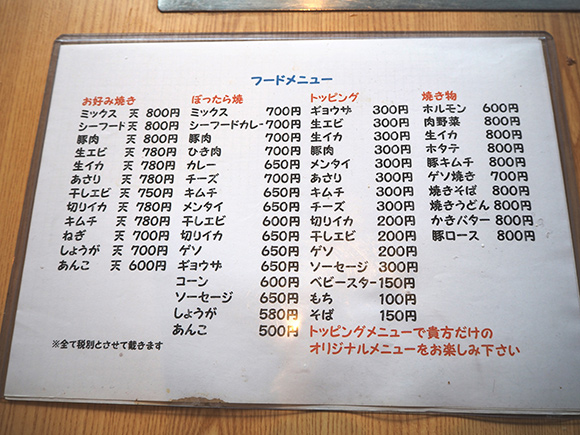 フードメニュー
お好み焼き
ミックス 天 800円
シーフード天 800円
豚肉 天 800円
生エビ 天 780円
生イカ 天 780円
あさり 天 780円
干しエビ 天 750円
切りイカ 天 780円
キムチ 天 780円
ねぎ 天 700円
しょうが 天 700円
あんこ 天 600円
ぼったら焼
ミックス 700円
シーフードカレー700円
豚肉 700円
ひき肉 700円
カレー 650円
チーズ 700円
キムチ 650円
メンタイ 650円
干しエビ 600円
切りイカ 650円
ゲソ 650円
ギョウザ 650円
コーン 600円
ソーセージ 650円
しょうが 580円
あんこ 500円
トッピング
ギョウザ 300円
生エビ 300円
生イカ 300円
豚肉 300円
メンタイ 300円
あさり 300円
キムチ 300円
チーズ 300円
切りイカ 200円
干しエビ 200円
ゲソ 200円
ソーセージ 300円
ベビースター150円
もち 100円
そば 150円
焼き物
ホルモン 600円
肉野菜 800円
生イカ 800円
ホタテ 800円
豚キムチ 800円
ゲソ焼き 700円
焼きそば 800円
焼きうどん 800円
かきバター 800円
豚ロース 800円
トッピングメニューで貴方だけの
オリジナルメニューをお楽しみ下さい
※全て税別とさせて戴きます